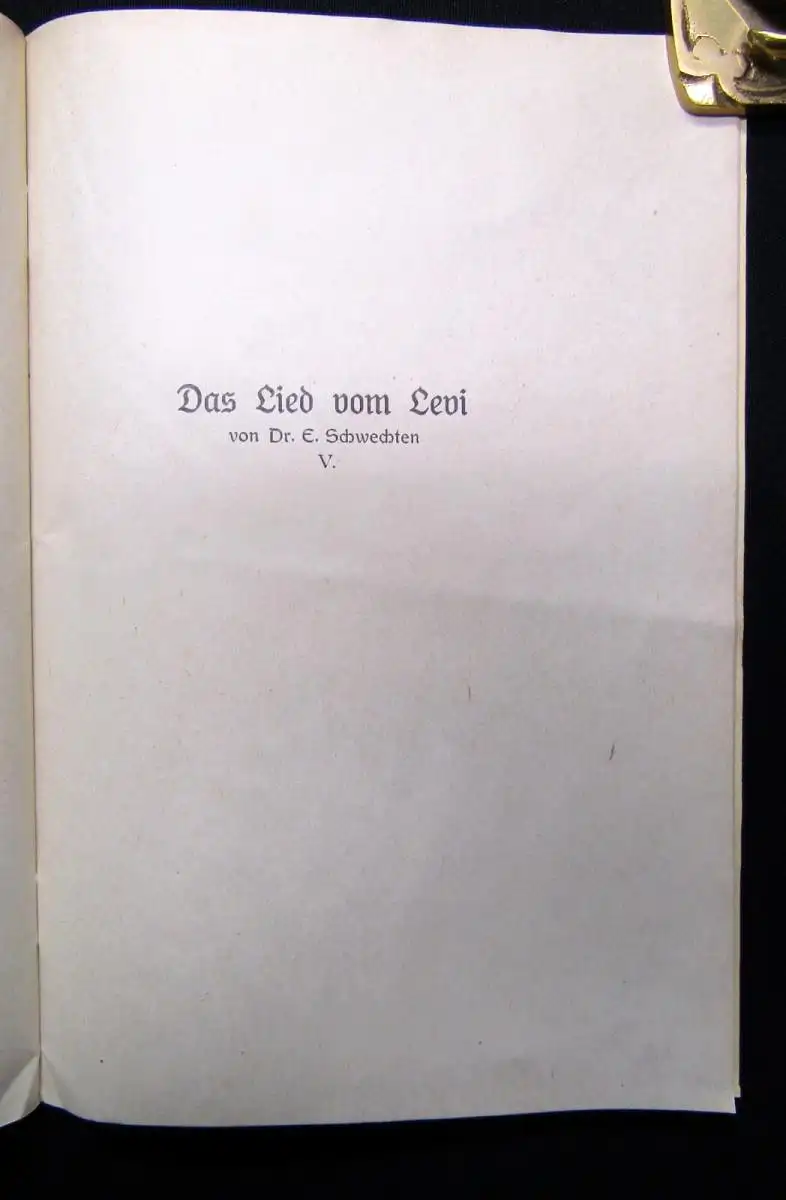 Das Lied vom Levi
von Dr. E. Schwechten
V.